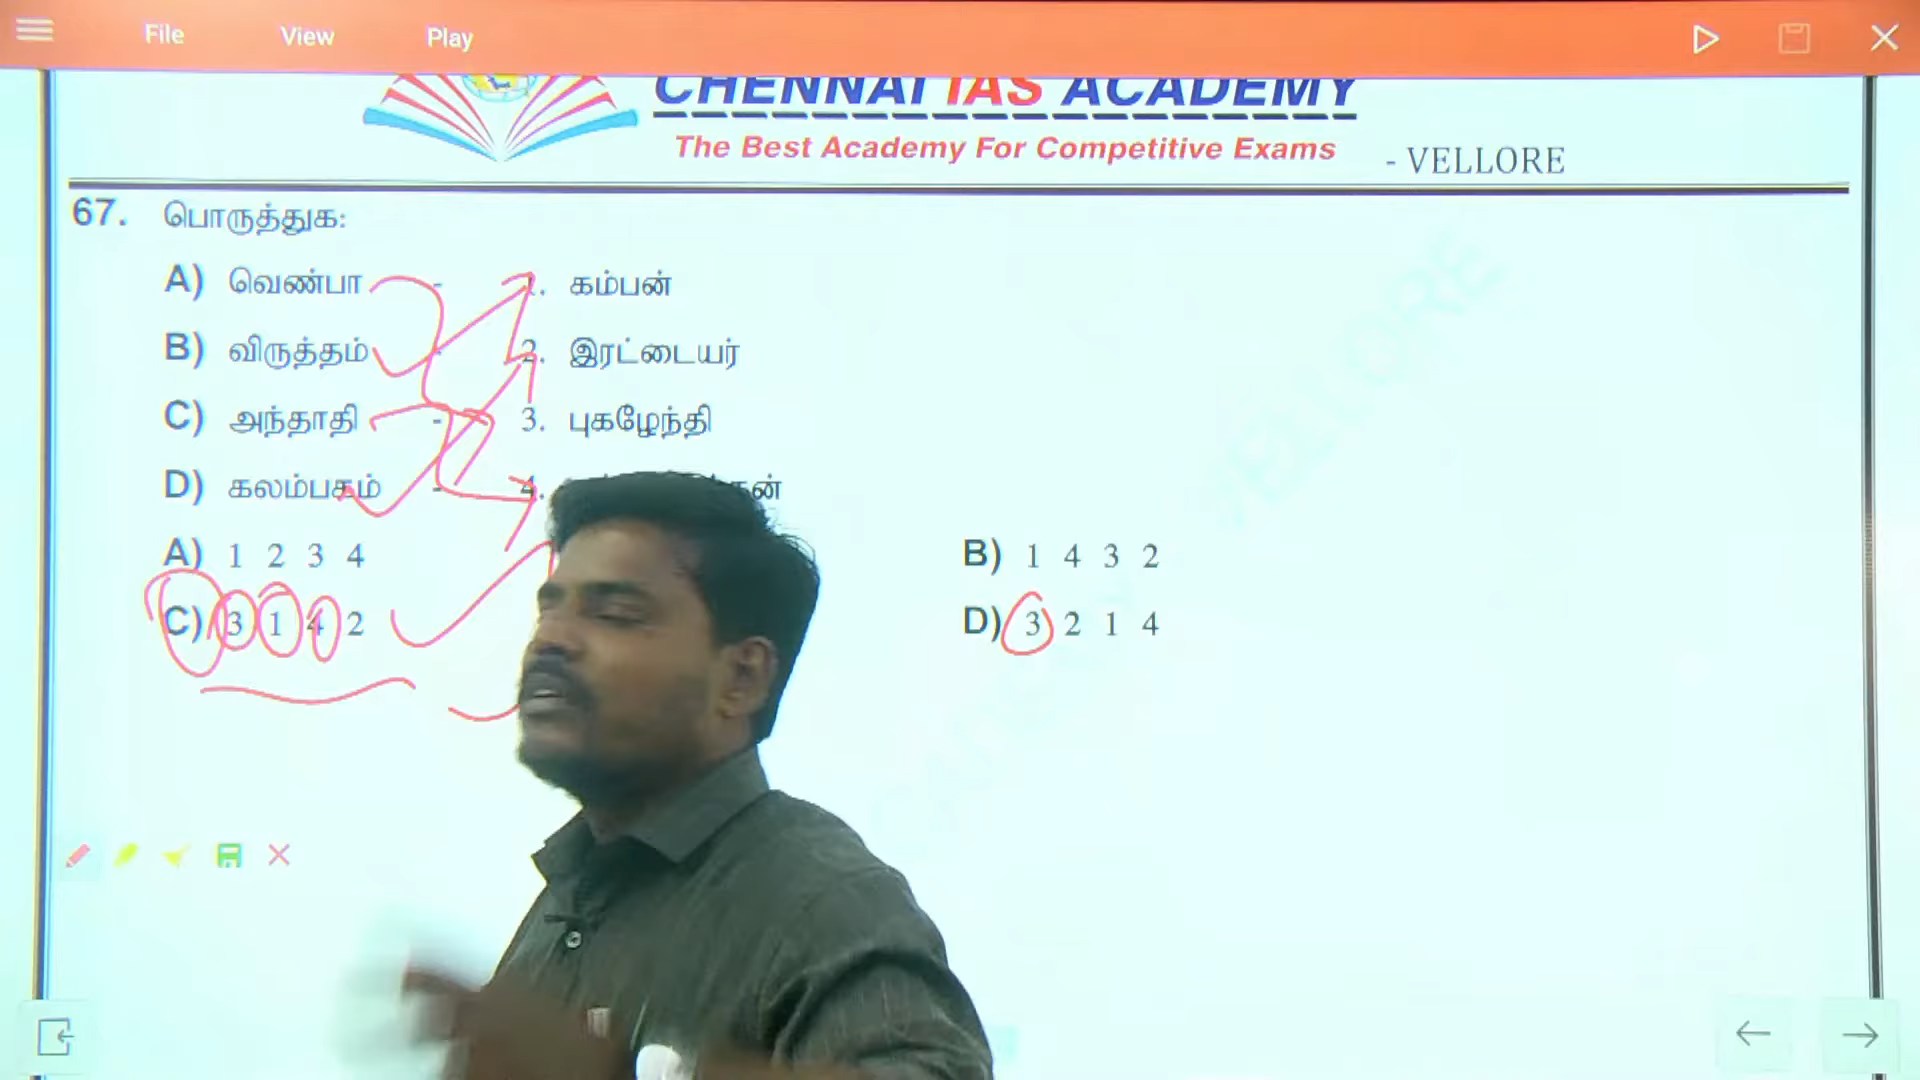 File View Play
CHENNAI IAS ACADEMY
The Best Academy For Competitive Exams - VELLORE
67. பொருத்துக:
A) வெண்பா - 1. கம்பன்
B) விருத்தம் - 2. இரட்டையர்
C) அந்தாதி - 3. புகழேந்தி
D) கலம்பகம் - 4.
A) 1 2 3 4 B) 1 4 3 2
C) 3 1 4 2 D) 3 2 1 4
VELLORE